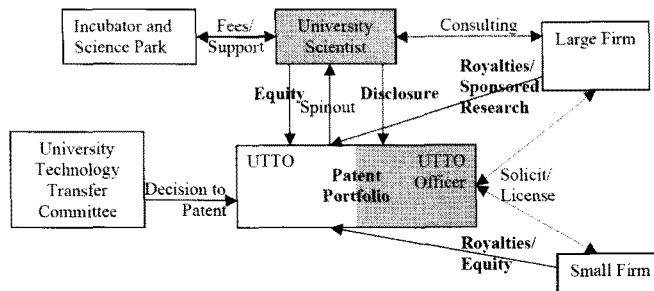 Incubator and
Science Park
Fees/
Support
University
Scientist
Consulting
Large Firm
Equity
Spinout
Disclosure
Royalties/
Sponsored
Research
University
Technology
Transfer
Committee
Decision to
Patent
UTTO
Patent
Portfolio
UTTO
Officer
Solicit/
License
Royalties/
Equity
Small Firm